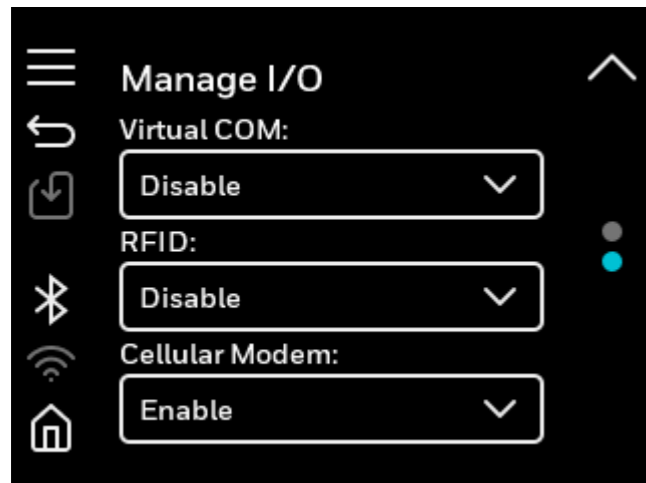 Manage I/O
Virtual COM:
Disable
RFID:
Disable
Cellular Modem:
Enable